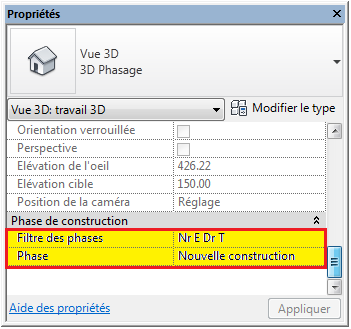 Propriétés
Vue 3D
3D Phasage
Vue 3D: travail 3D
Modifier le type
Orientation verrouillée
Perspective
Elévation de l'oeil 426.22
Elévation cible 150.00
Position de la caméra Réglage
Phase de construction
Filtre des phases Nr E Dr T
Phase Nouvelle construction
Aide des propriétés
Appliquer